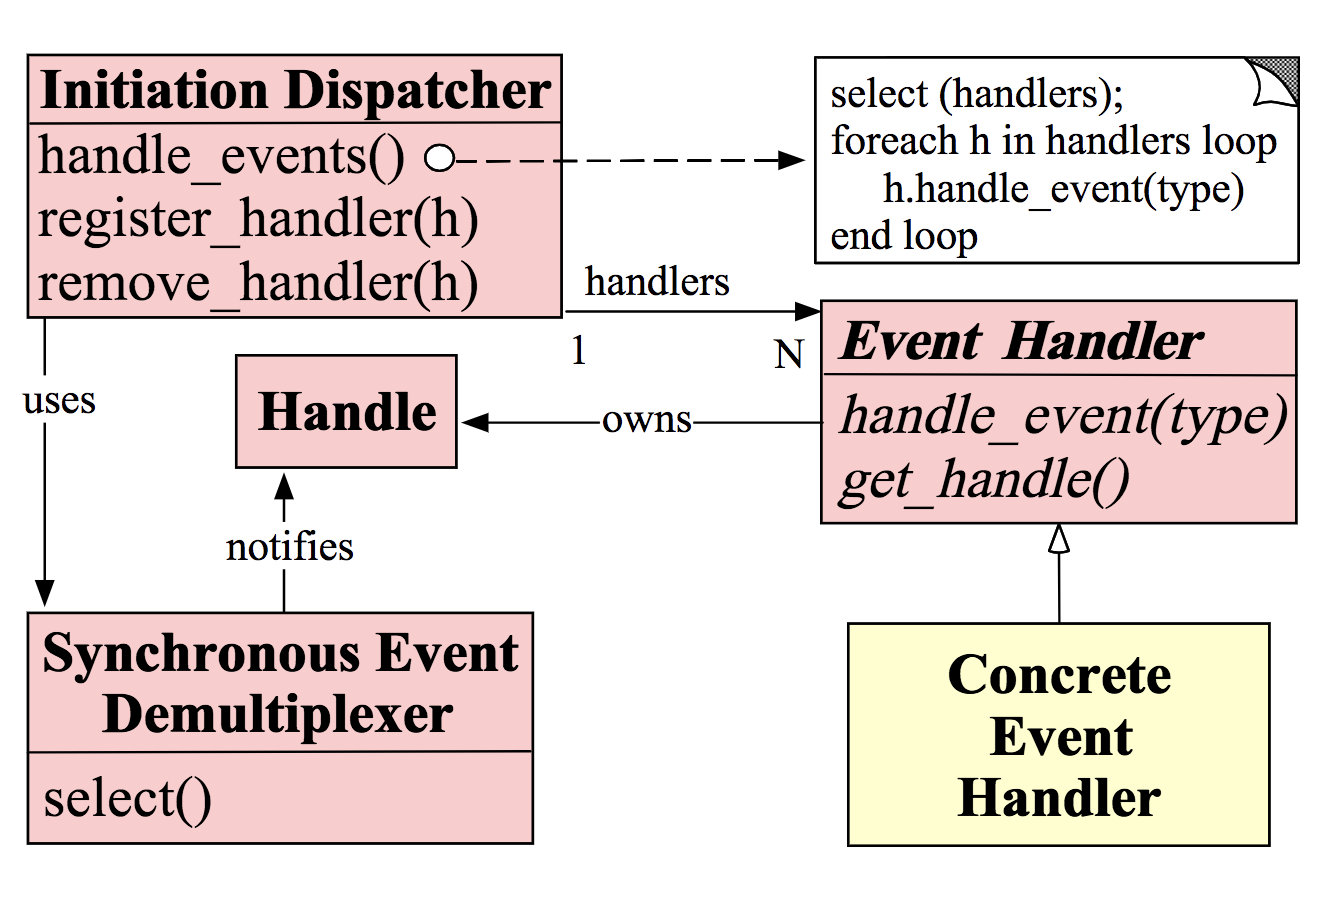 Initiation Dispatcher
handle_events()
register_handler(h)
remove_handler(h)
select (handlers);
foreach h in handlers loop
h.handle_event(type)
end loop
handlers
1
N
Event Handler
handle_event(type)
get_handle()
uses
Handle
owns
notifies
Synchronous Event
Demultiplexer
select()
Concrete
Event
Handler